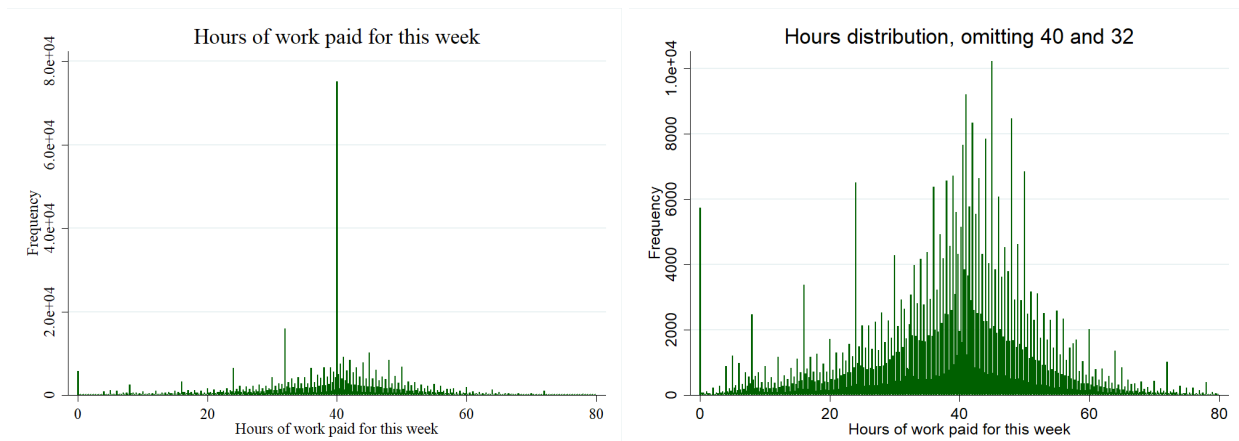 Hours of work paid for this week
8.0e+04
6.0e+04
4.0e+04
2.0e+04
0
Frequency
0 20 40 60 80
Hours of work paid for this week
Hours distribution, omitting 40 and 32
1.0e+04
8000
6000
4000
2000
0
Frequency
0 20 40 60 80
Hours of work paid for this week